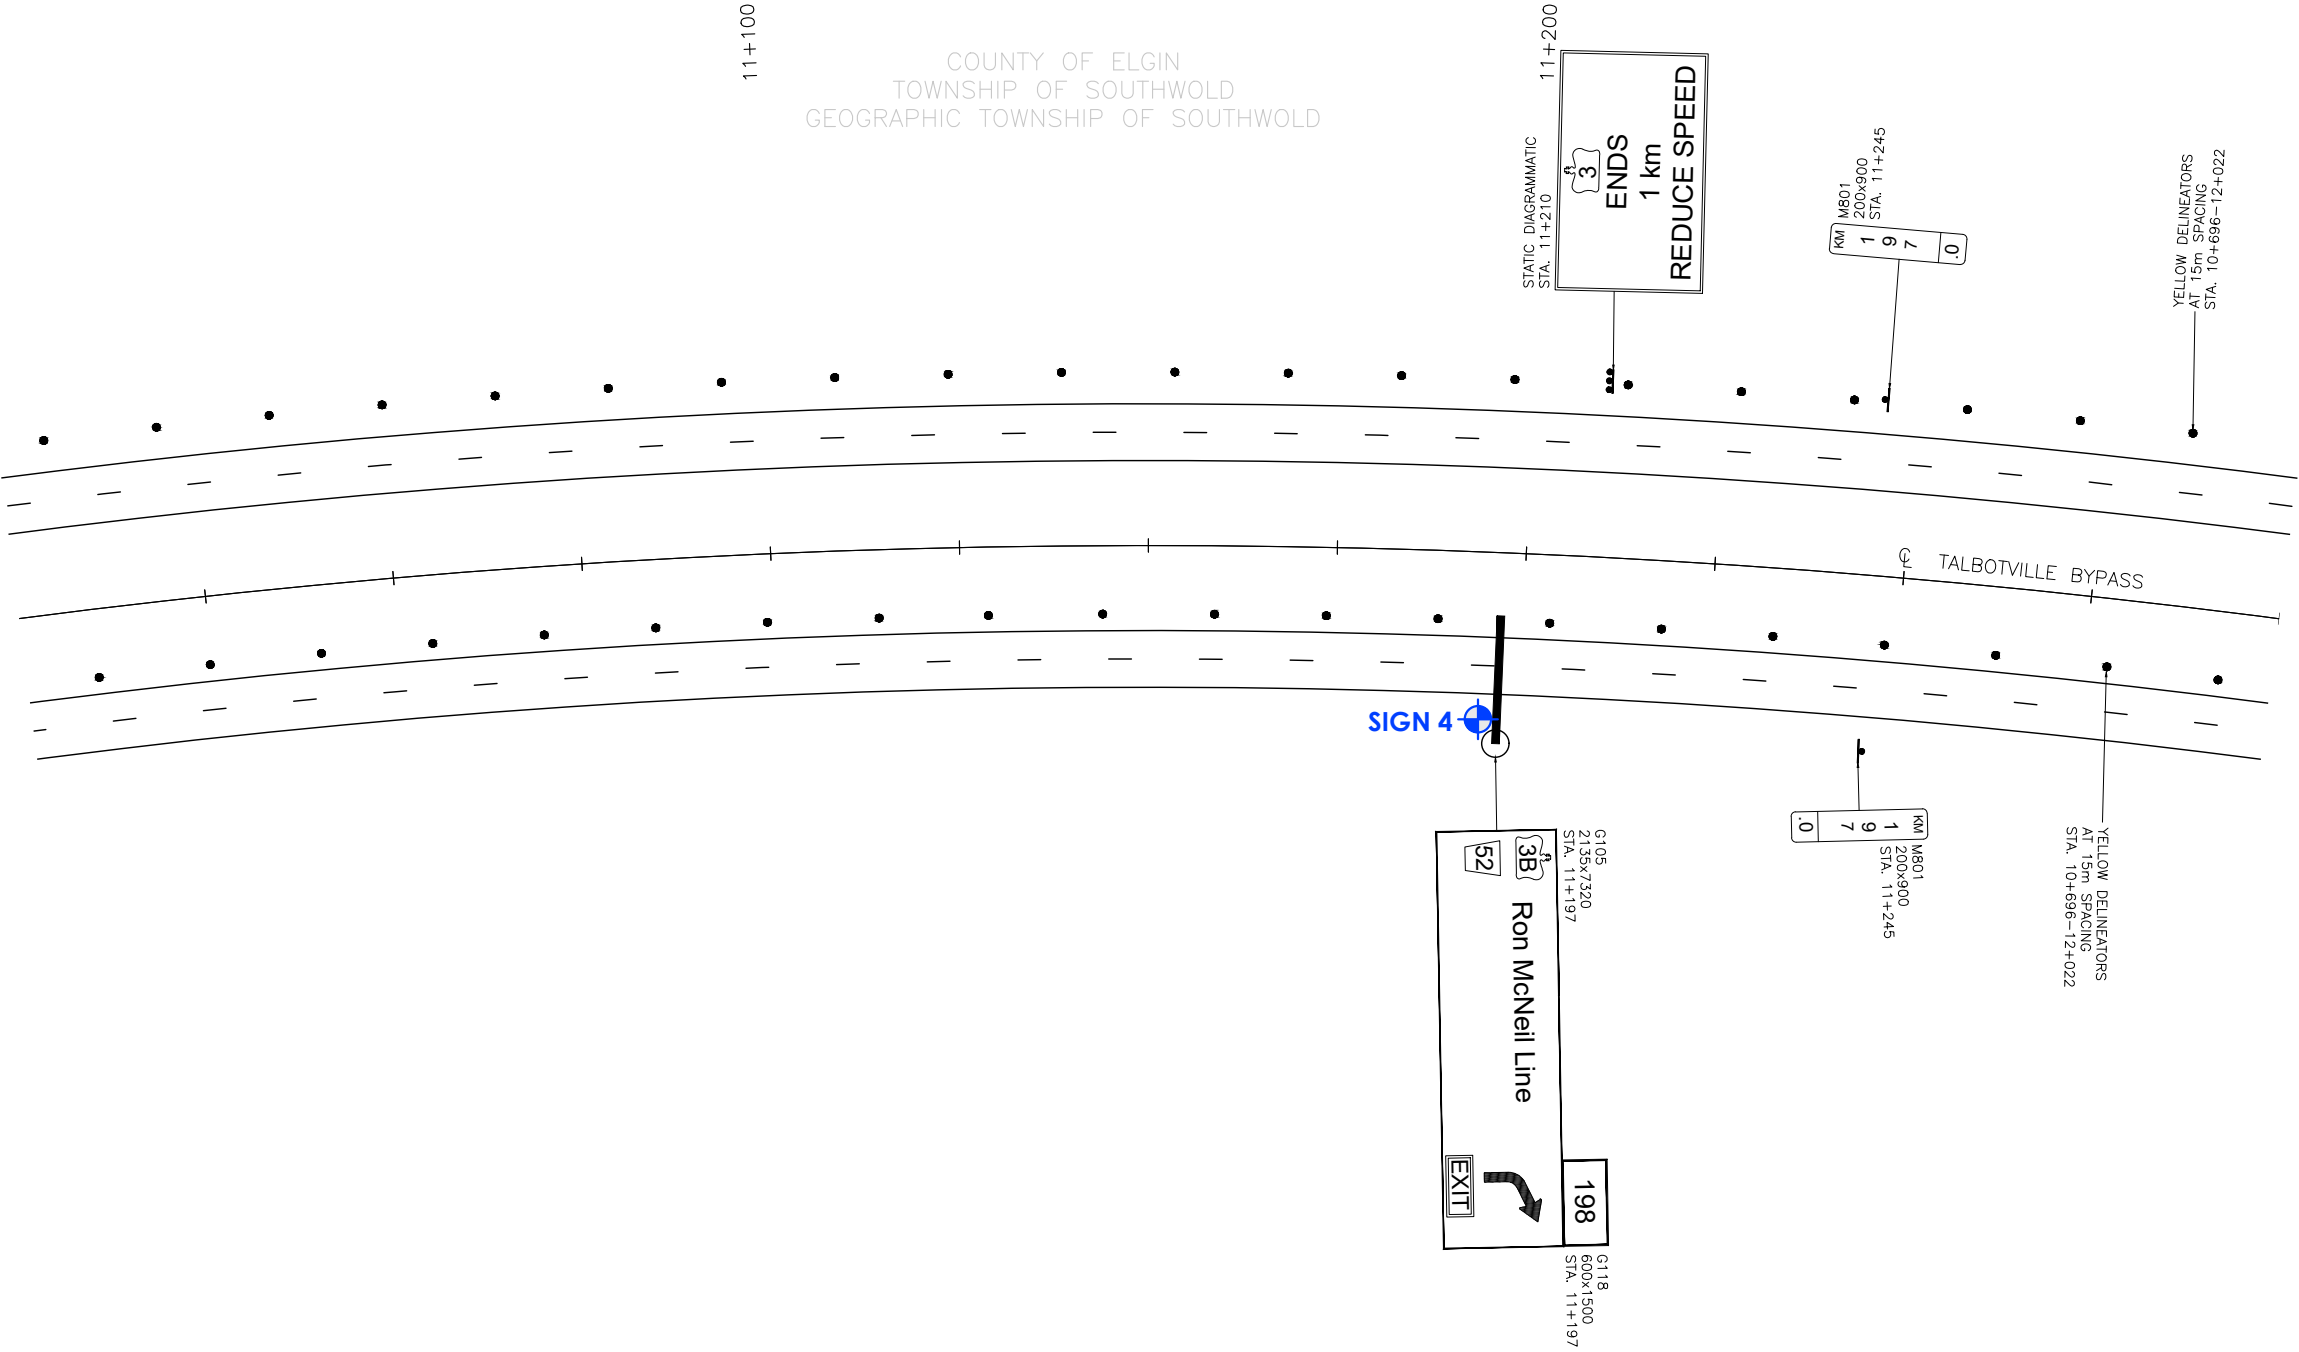 11+100
11+200
COUNTY OF ELGIN
TOWNSHIP OF SOUTHWOLD
GEOGRAPHIC TOWNSHIP OF SOUTHWOLD
STATIC DIAGRAMMATIC
STA. 11+210
3
ENDS
1 km
REDUCE SPEED
M801
200x900
STA. 11+245
KM
1
9
7
.0
YELLOW DELINEATORS
AT 15m SPACING
STA. 10+696-12+022
℄ TALBOTVILLE BYPASS
SIGN 4
G105
2135x7320
STA. 11+197
3B
52
Ron McNeil Line
EXIT
198
G118
600x1500
STA. 11+197
KM
1
9
7
.0
M801
200x900
STA. 11+245
YELLOW DELINEATORS
AT 15m SPACING
STA. 10+696-12+022